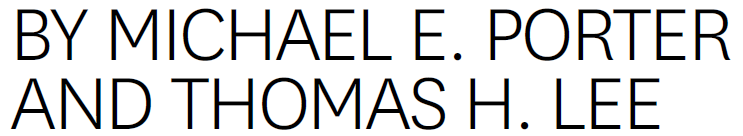 BY MICHAEL E. PORTER
AND THOMAS H. LEE